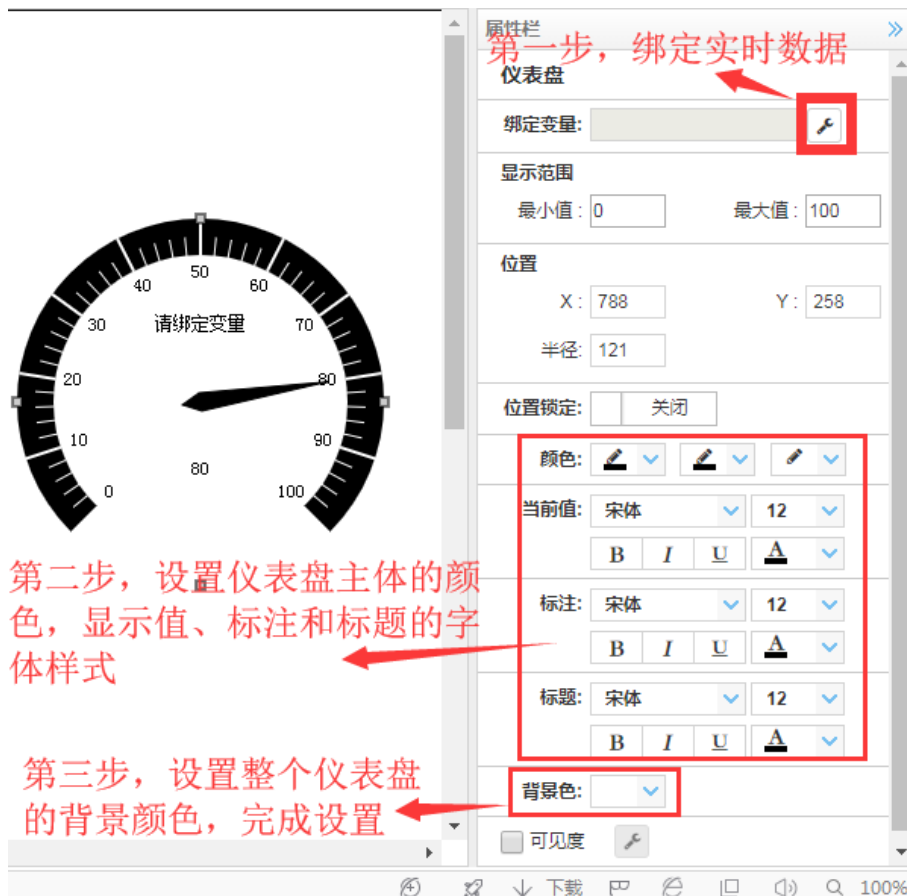 属性栏
第一步，绑定实时数据
仪表盘
绑定变量:
显示范围
最小值: 0 最大值: 100
位置
X: 788 Y: 258
半径: 121
位置锁定: 关闭
颜色:
当前值: 宋体 12
B I U A
标注: 宋体 12
B I U A
标题: 宋体 12
B I U A
背景色:
可见度
50
40 60
30 请绑定变量 70
20 80
10 90
80
0 100
第二步，设置仪表盘主体的颜
色，显示值、标注和标题的字
体样式
第三步，设置整个仪表盘
的背景颜色，完成设置
下载 100%